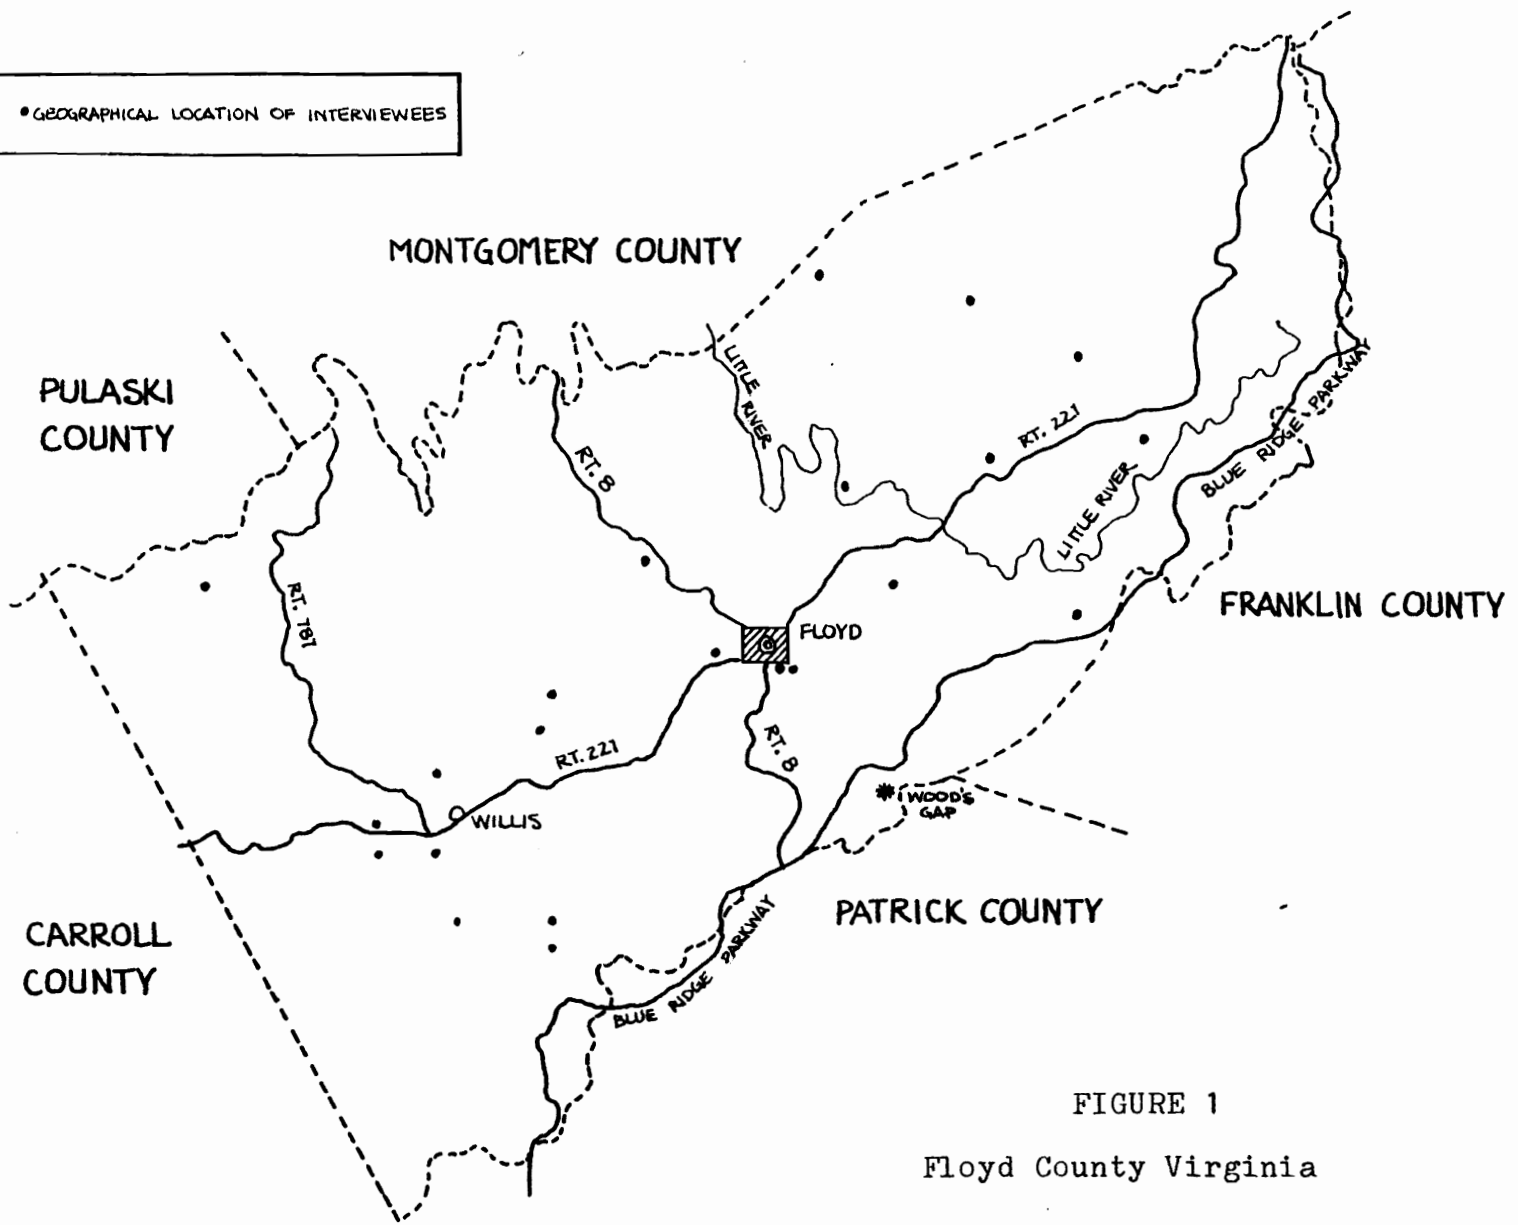 •GEOGRAPHICAL LOCATION OF INTERVIEWEES
MONTGOMERY COUNTY
PULASKI
COUNTY
LITTLE RIVER
RT. 8
RT. 221
LITTLE RIVER
BLUE RIDGE PARKWAY
RT. 787
FLOYD
FRANKLIN COUNTY
RT. 221
RT. 8
WILLIS
WOOD'S
GAP
CARROLL
COUNTY
PATRICK COUNTY
BLUE RIDGE PARKWAY
FIGURE 1
Floyd County Virginia